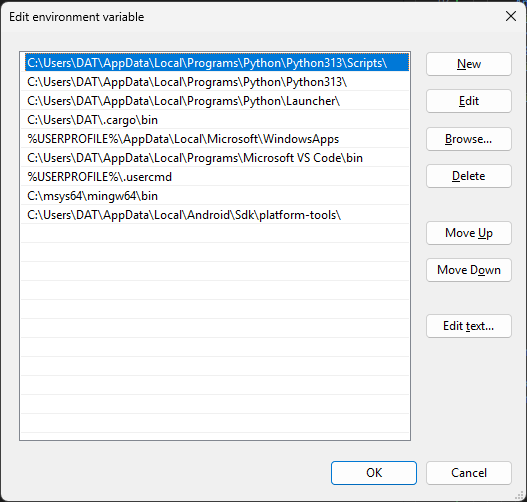 Edit environment variable
C:\Users\DAT\AppData\Local\Programs\Python\Python313\Scripts\
C:\Users\DAT\AppData\Local\Programs\Python\Python313\
C:\Users\DAT\AppData\Local\Programs\Python\Launcher\
C:\Users\DAT\.cargo\bin
%USERPROFILE%\AppData\Local\Microsoft\WindowsApps
C:\Users\DAT\AppData\Local\Programs\Microsoft VS Code\bin
%USERPROFILE%\.usercmd
C:\msys64\mingw64\bin
C:\Users\DAT\AppData\Local\Android\Sdk\platform-tools\
New
Edit
Browse...
Delete
Move Up
Move Down
Edit text...
OK
Cancel